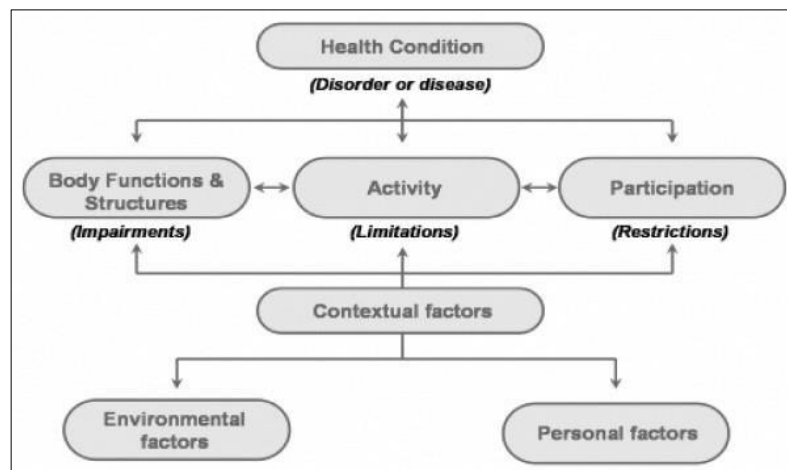 Health Condition
(Disorder or disease)
Body Functions &
Structures
Activity
Participation
(Impairments)
(Limitations)
(Restrictions)
Contextual factors
Environmental
factors
Personal factors